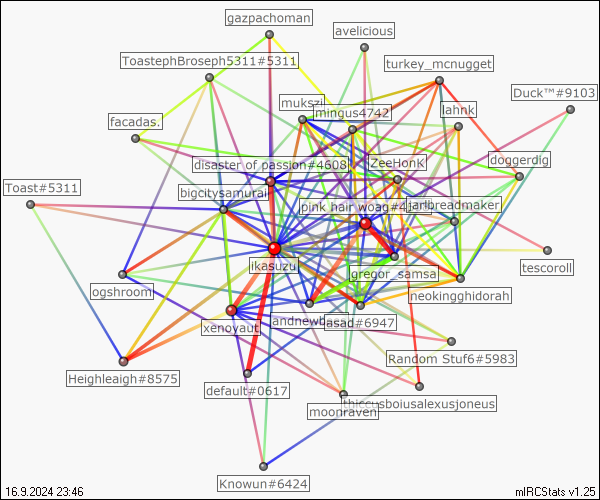 gazpachoman
avelicious
ToastephBroseph5311#5311
turkey_mcnugget
Duck™#9103
mukszi
mingus4742
lahnk
facadas.
disaster of passion#4608
ZeeHonk
doggerdig
Toast#5311
bigcitysamurai
pink hair woag#4
jarlbreadmaker
ikasuzu
gregor_samsa
tescoroll
ogshroom
neokingghidorah
xenoyaut
andnewb
asad#6947
Random Stuf6#5983
Heighleaigh#8575
default#0617
thiccusboiusalexusjoneus
moonraven
Knowun#6424
16.9.2024 23:46
mIRCStats v1.25